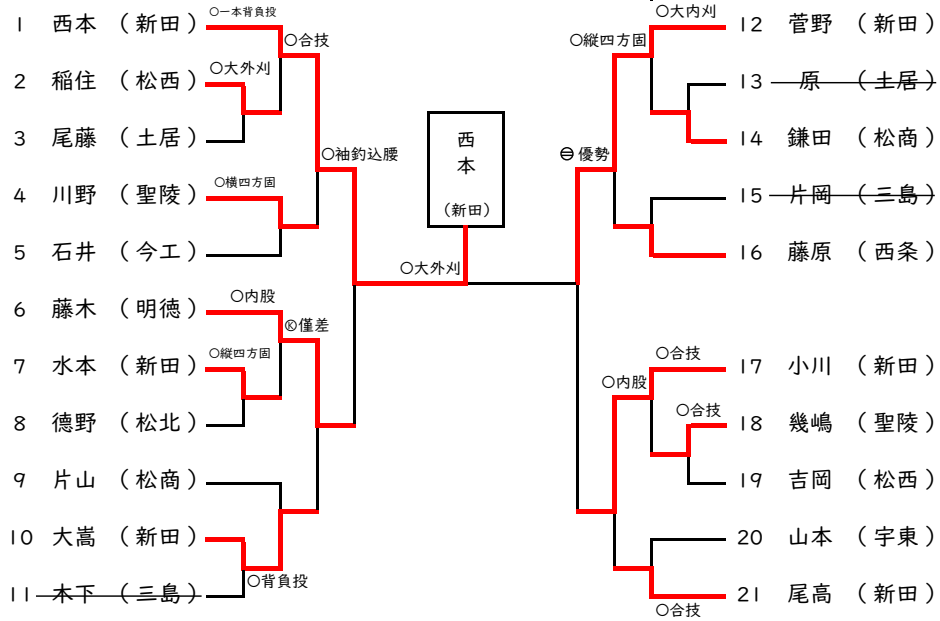 1 西本 （新田）
○一本背負投
○合技
2 稲住 （松西）
○大外刈
3 尾藤 （土居）
○袖釣込腰
4 川野 （聖陵）
○横四方固
5 石井 （今工）
6 藤木 （明徳）
○内股
Ⓚ僅差
7 水本 （新田）
○縦四方固
8 德野 （松北）
9 片山 （松商）
10 大嵩 （新田）
○背負投
11 木下 （三島）
西本
（新田）
○大外刈
○大内刈
12 菅野 （新田）
○縦四方固
13 原 （土居）
14 鎌田 （松商）
⊖優勢
15 片岡 （三島）
16 藤原 （西条）
○合技
17 小川 （新田）
○内股
○合技
18 幾嶋 （聖陵）
19 吉岡 （松西）
20 山本 （宇東）
21 尾高 （新田）
○合技